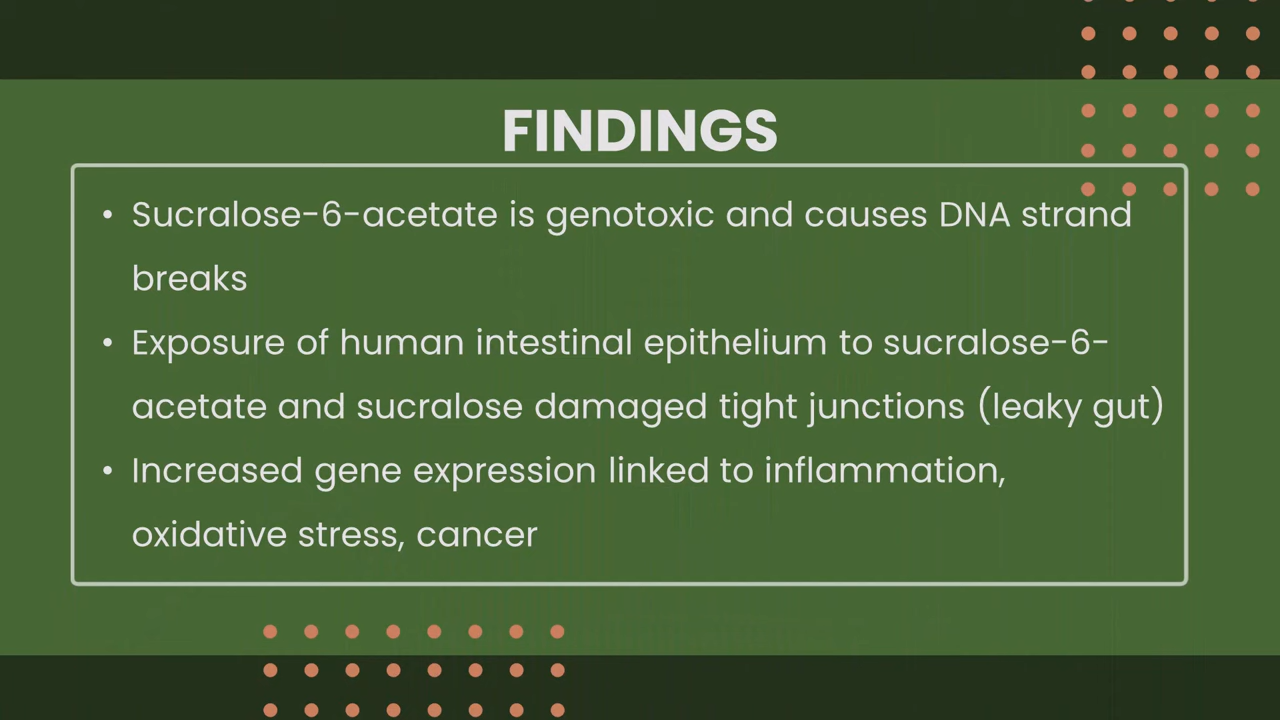 FINDINGS
• Sucralose-6-acetate is genotoxic and causes DNA strand
breaks
• Exposure of human intestinal epithelium to sucralose-6-
acetate and sucralose damaged tight junctions (leaky gut)
• Increased gene expression linked to inflammation,
oxidative stress, cancer